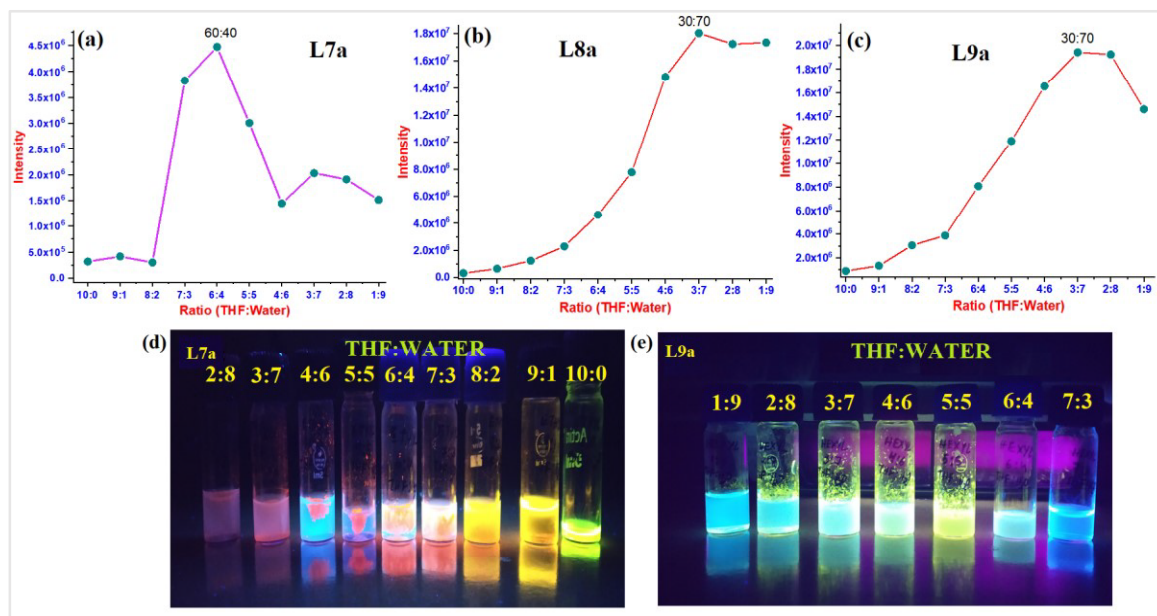 (a)
60:40
L7a
4.5x10⁶
4.0x10⁶
3.5x10⁶
3.0x10⁶
2.5x10⁶
2.0x10⁶
1.5x10⁶
1.0x10⁶
5.0x10⁵
0.0
Intensity
10:0 9:1 8:2 7:3 6:4 5:5 4:6 3:7 2:8 1:9
Ratio (THF:Water)
(b)
30:70
L8a
1.8x10⁷
1.6x10⁷
1.4x10⁷
1.2x10⁷
1.0x10⁷
8.0x10⁶
6.0x10⁶
4.0x10⁶
2.0x10⁶
0.0
Intensity
10:0 9:1 8:2 7:3 6:4 5:5 4:6 3:7 2:8 1:9
Ratio (THF:Water)
(c)
30:70
L9a
2.0x10⁷
1.8x10⁷
1.6x10⁷
1.4x10⁷
1.2x10⁷
1.0x10⁷
8.0x10⁶
6.0x10⁶
4.0x10⁶
2.0x10⁶
Intensity
10:0 9:1 8:2 7:3 6:4 5:5 4:6 3:7 2:8 1:9
Ratio (THF:Water)
(d)
L7a
THF:WATER
2:8 3:7 4:6 5:5 6:4 7:3 8:2 9:1 10:0
(e)
L9a
THF:WATER
1:9 2:8 3:7 4:6 5:5 6:4 7:3
HEXYL
HEXYL
HEXYL
HEXYL